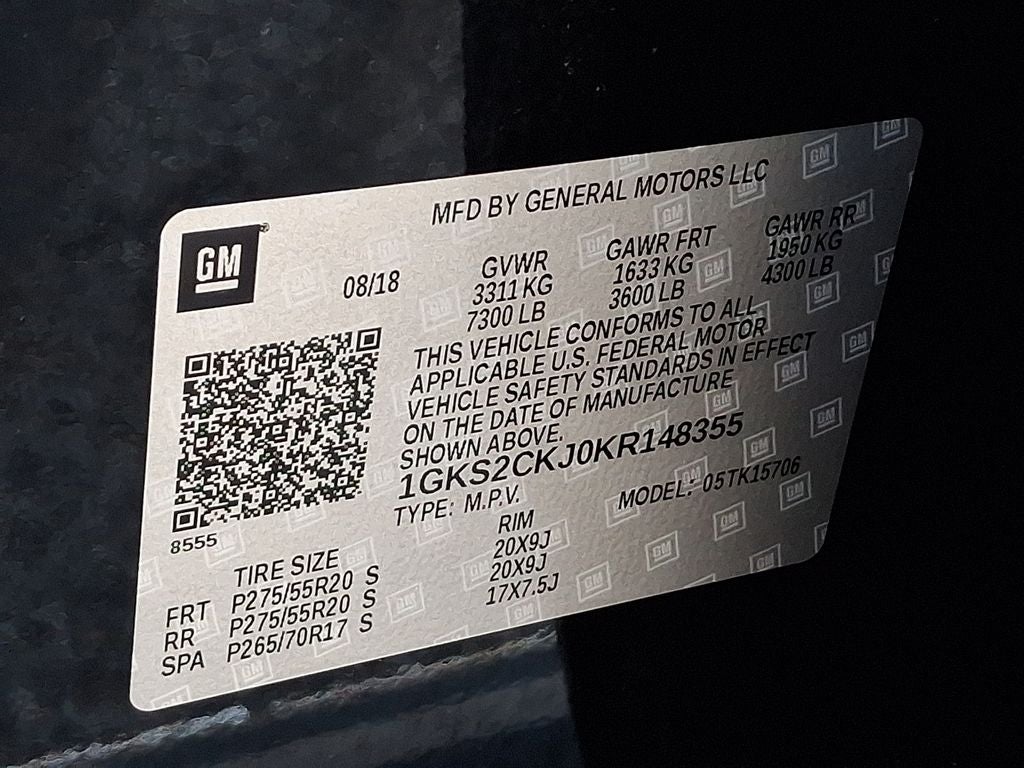 MFD BY GENERAL MOTORS LLC
GM
08/18
GVWR GAWR FRT GAWR RR
3311 KG 1633 KG 1950 KG
7300 LB 3600 LB 4300 LB
THIS VEHICLE CONFORMS TO ALL
APPLICABLE U.S. FEDERAL MOTOR
VEHICLE SAFETY STANDARDS IN EFFECT
ON THE DATE OF MANUFACTURE
SHOWN ABOVE.
1GKS2CKJ0KR148355
TYPE: M.P.V. MODEL: 05TK15706
8555
TIRE SIZE RIM
FRT P275/55R20 S 20X9J
RR P275/55R20 S 20X9J
SPA P265/70R17 S 17X7.5J